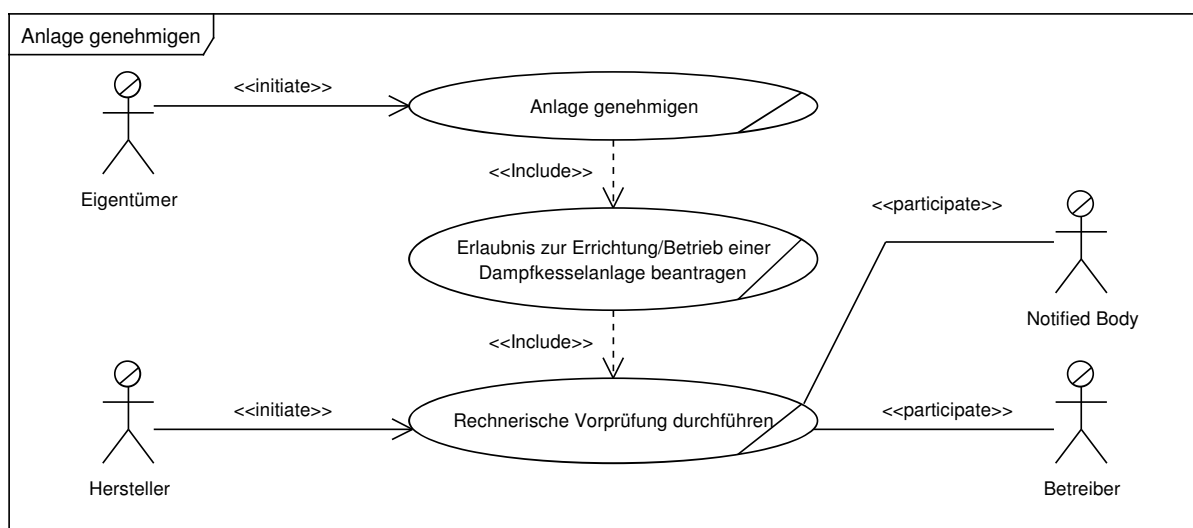 Anlage genehmigen
<<initiate>>
Anlage genehmigen
Eigentümer
<<Include>>
<<participate>>
Erlaubnis zur Errichtung/Betrieb einer
Dampfkesselanlage beantragen
Notified Body
<<Include>>
<<initiate>>
Rechnerische Vorprüfung durchführen
<<participate>>
Hersteller
Betreiber